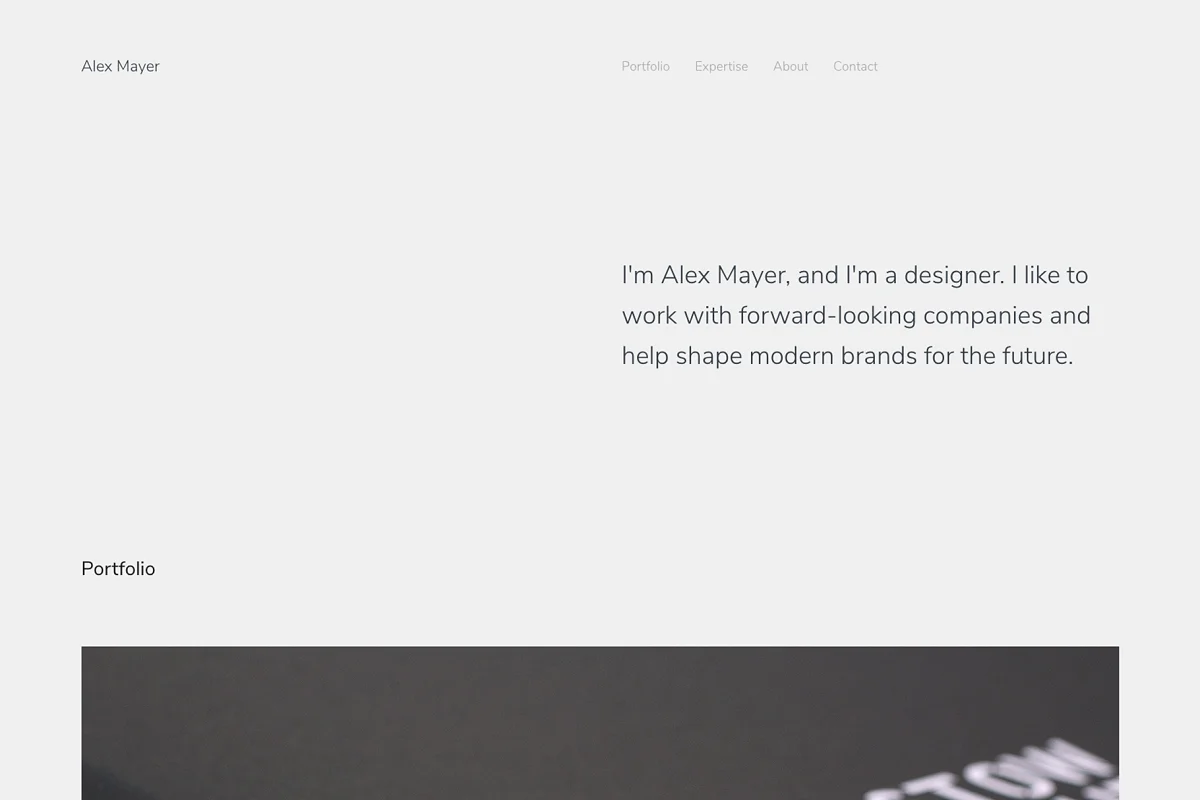 Alex Mayer
Portfolio Expertise About Contact
I'm Alex Mayer, and I'm a designer. I like to
work with forward-looking companies and
help shape modern brands for the future.
Portfolio